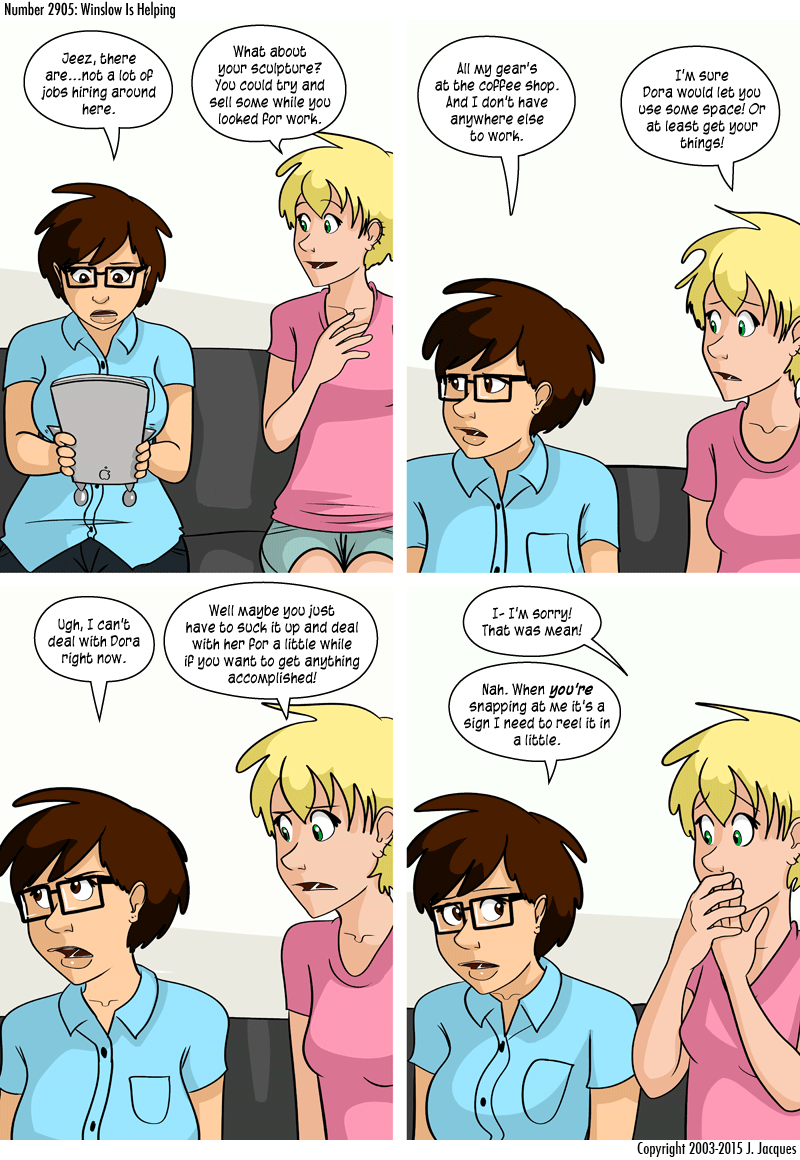 Number 2905: Winslow Is Helping
Jeez, there
are...not a lot of
jobs hiring around
here.
What about
your sculpture?
You could try and
sell some while you
looked for work.
All my gear's
at the coffee shop.
And I don't have
anywhere else
to work.
I'm sure
Dora would let you
use some space! Or
at least get your
things!
Ugh, I can't
deal with Dora
right now.
Well maybe you just
have to suck it up and deal
with her for a little while
if you want to get anything
accomplished!
I- I'm sorry!
That was mean!
Nah. When you're
snapping at me it's a
sign I need to reel it in
a little.
Copyright 2003-2015 J. Jacques